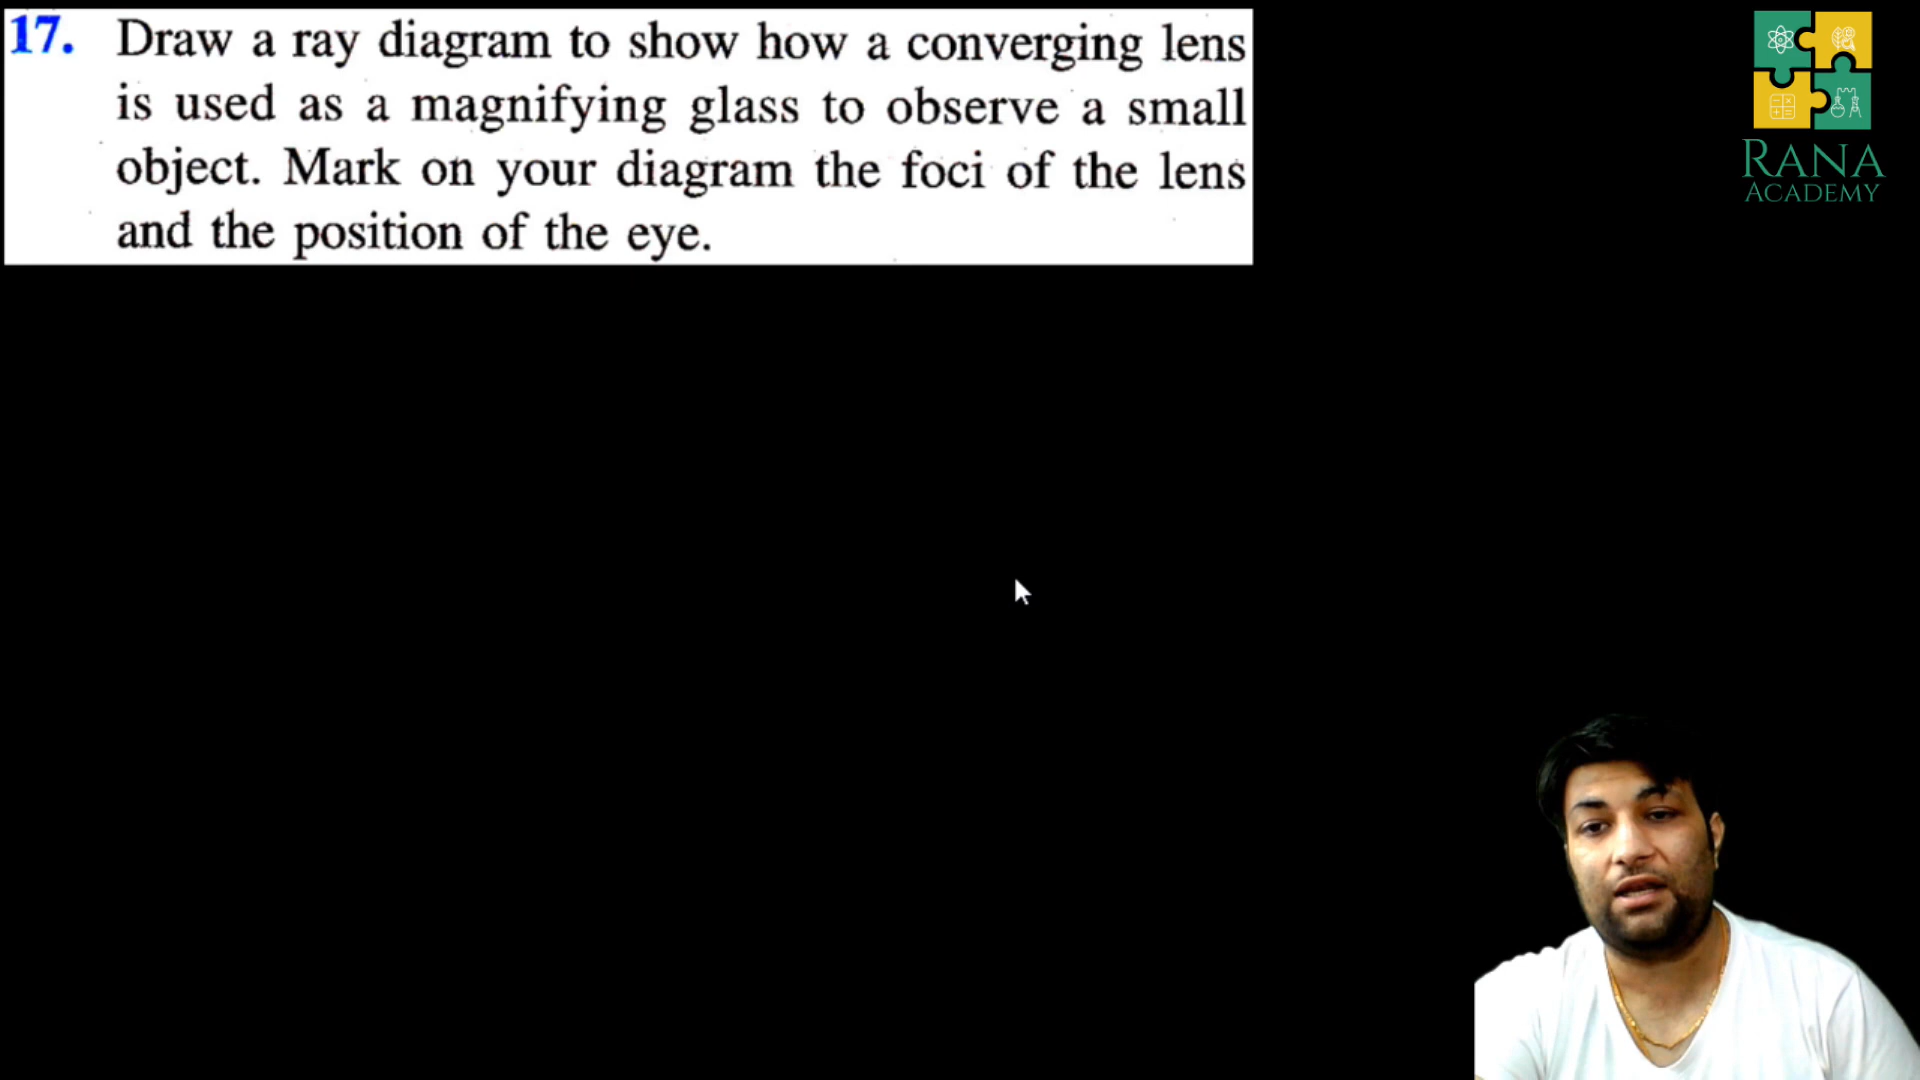 17. Draw a ray diagram to show how a converging lens
is used as a magnifying glass to observe a small
object. Mark on your diagram the foci of the lens
and the position of the eye.
RANA
ACADEMY